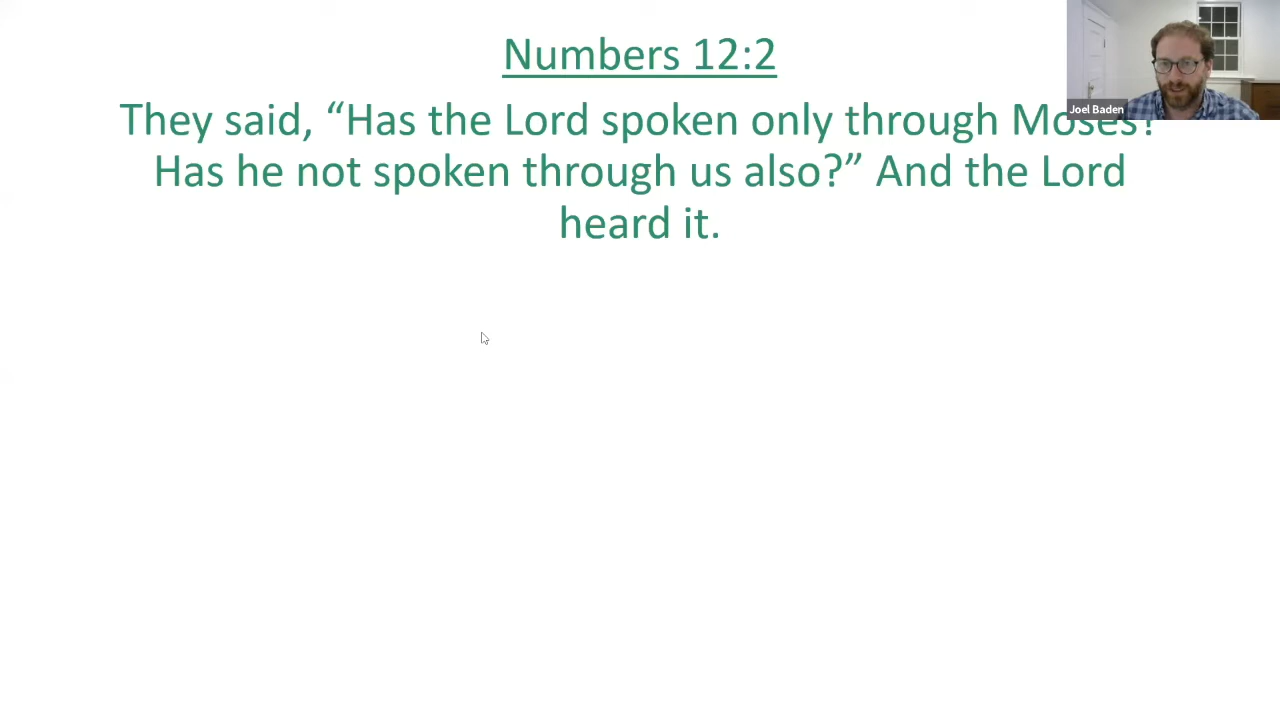 Numbers 12:2
They said, “Has the Lord spoken only through Moses?
Has he not spoken through us also?” And the Lord
heard it.
Joel Baden